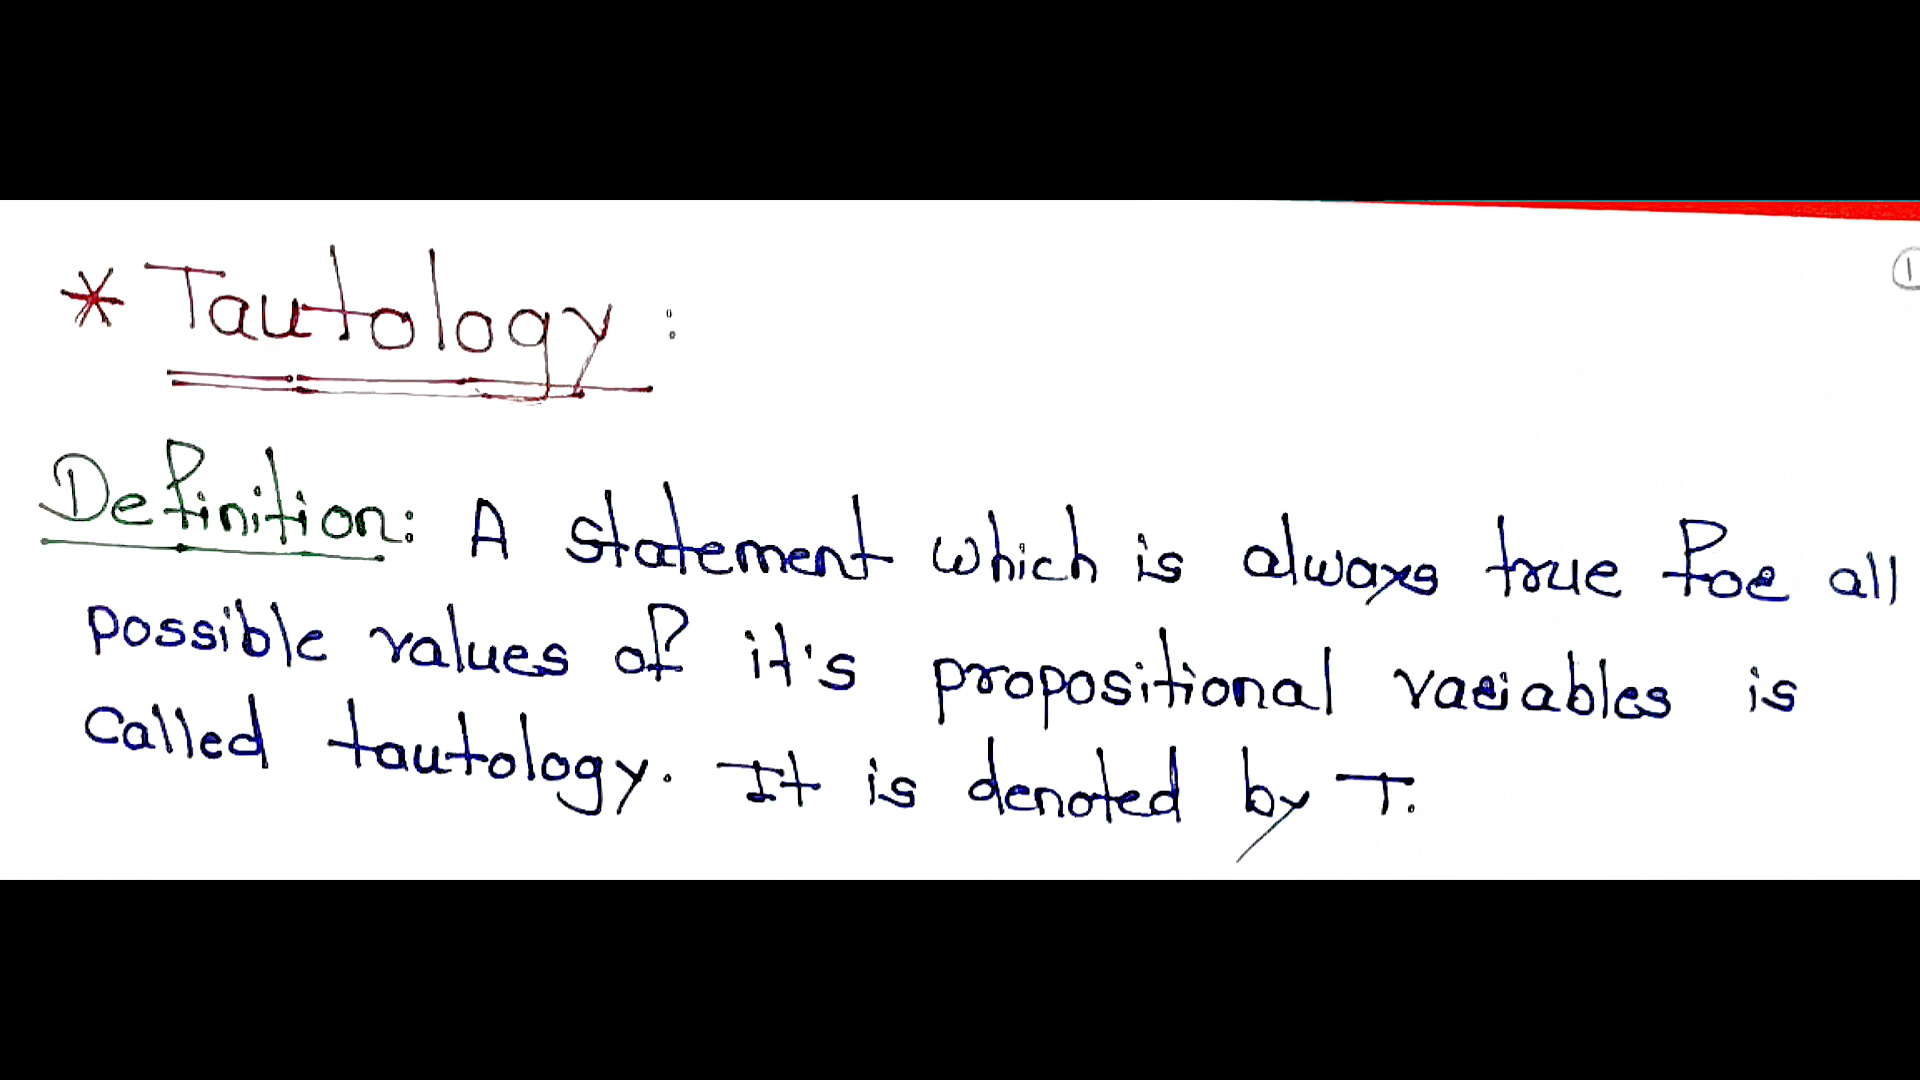 * Tautology :
①
Definition: A statement which is always true for all
possible values of it's propositional variables is
called tautology. It is denoted by T.